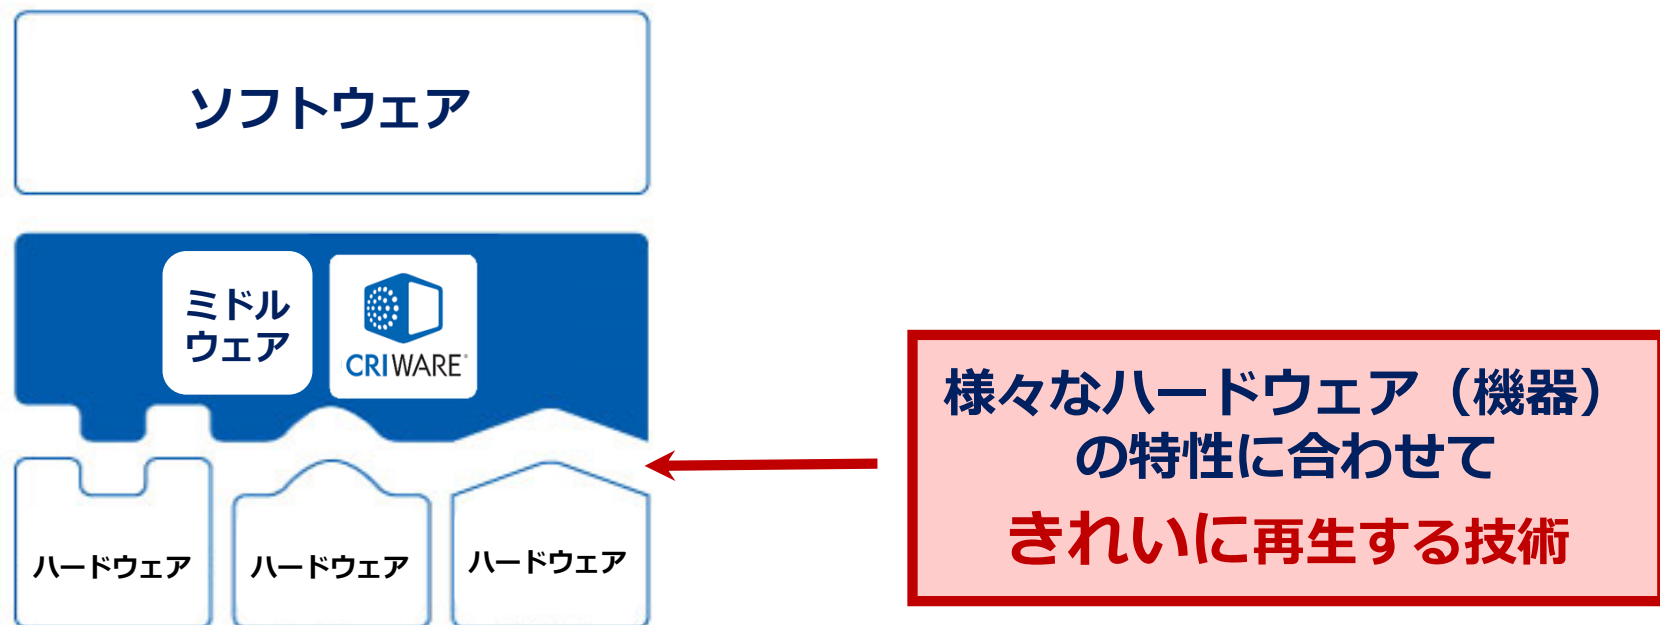 ソフトウェア
ミドル
ウェア
CRIWARE®
ハードウェア
ハードウェア
ハードウェア
様々なハードウェア（機器）
の特性に合わせて
きれいに再生する技術